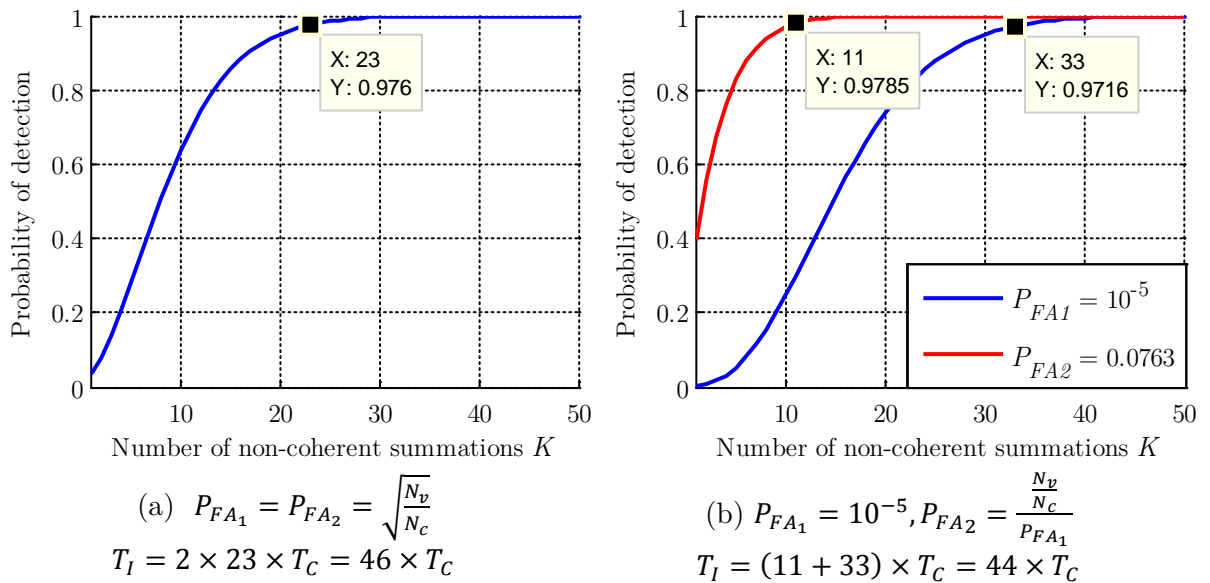 Probability of detection
1
0.8
0.6
0.4
0.2
0
X: 23
Y: 0.976
10 20 30 40 50
Number of non-coherent summations K
(a) P_{FA_1} = P_{FA_2} = \sqrt{\frac{N_v}{N_c}}
T_I = 2 × 23 × T_C = 46 × T_C
Probability of detection
1
0.8
0.6
0.4
0.2
0
X: 11
Y: 0.9785
X: 33
Y: 0.9716
P_{FA1} = 10^{-5}
P_{FA2} = 0.0763
10 20 30 40 50
Number of non-coherent summations K
(b) P_{FA_1} = 10^{-5}, P_{FA_2} = \frac{\frac{N_v}{N_c}}{P_{FA_1}}
T_I = (11 + 33) × T_C = 44 × T_C